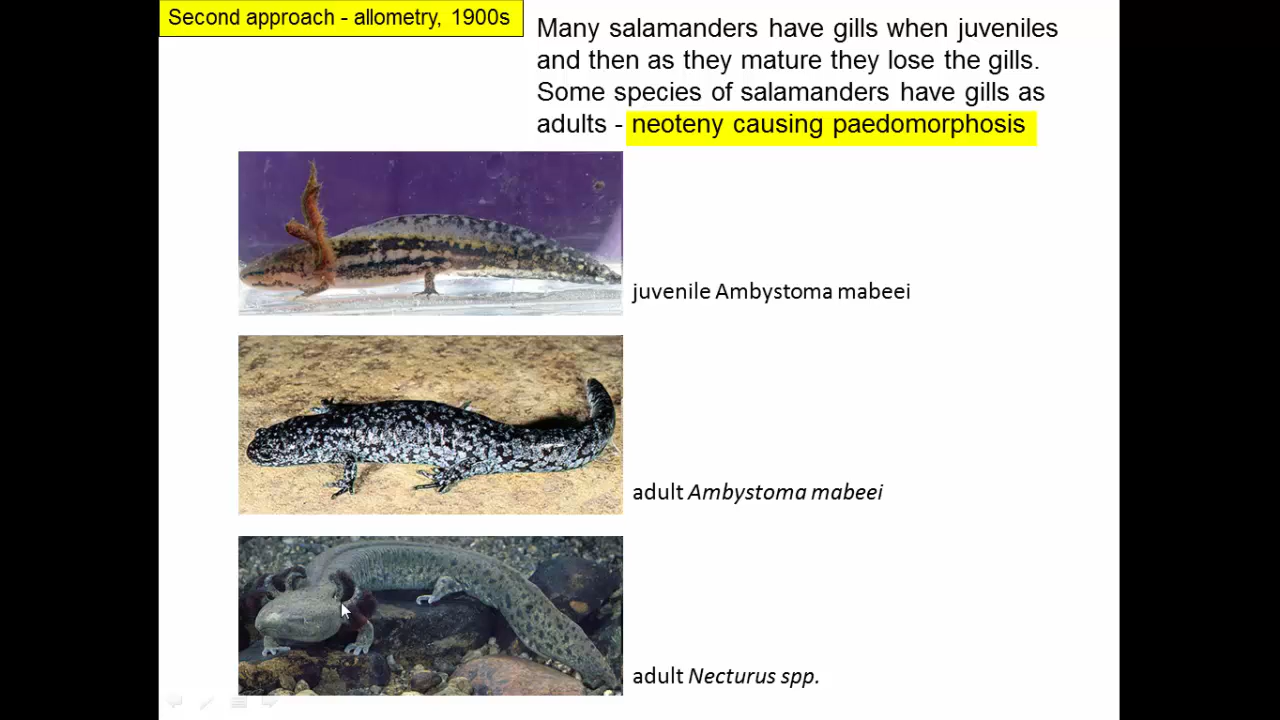 Second approach - allometry, 1900s
Many salamanders have gills when juveniles
and then as they mature they lose the gills.
Some species of salamanders have gills as
adults - neoteny causing paedomorphosis
juvenile Ambystoma mabeei
adult Ambystoma mabeei
adult Necturus spp.